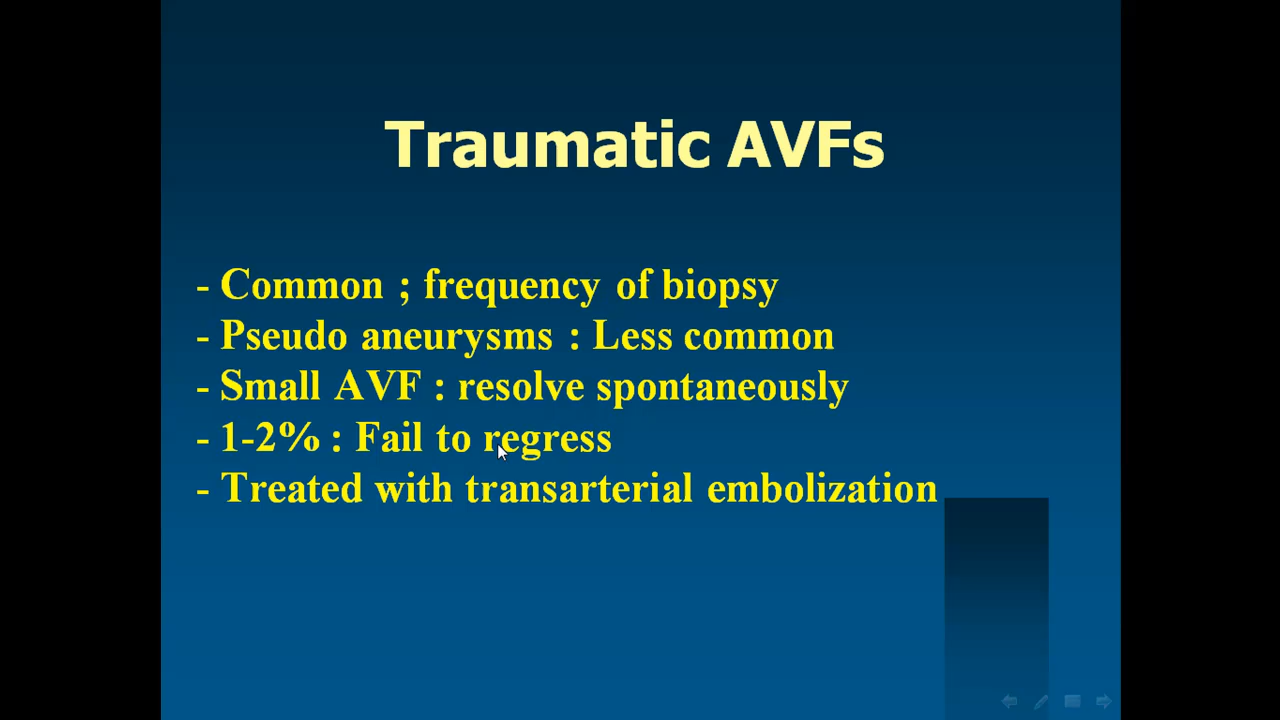 Traumatic AVFs
- Common ; frequency of biopsy
- Pseudo aneurysms : Less common
- Small AVF : resolve spontaneously
- 1-2% : Fail to regress
- Treated with transarterial embolization